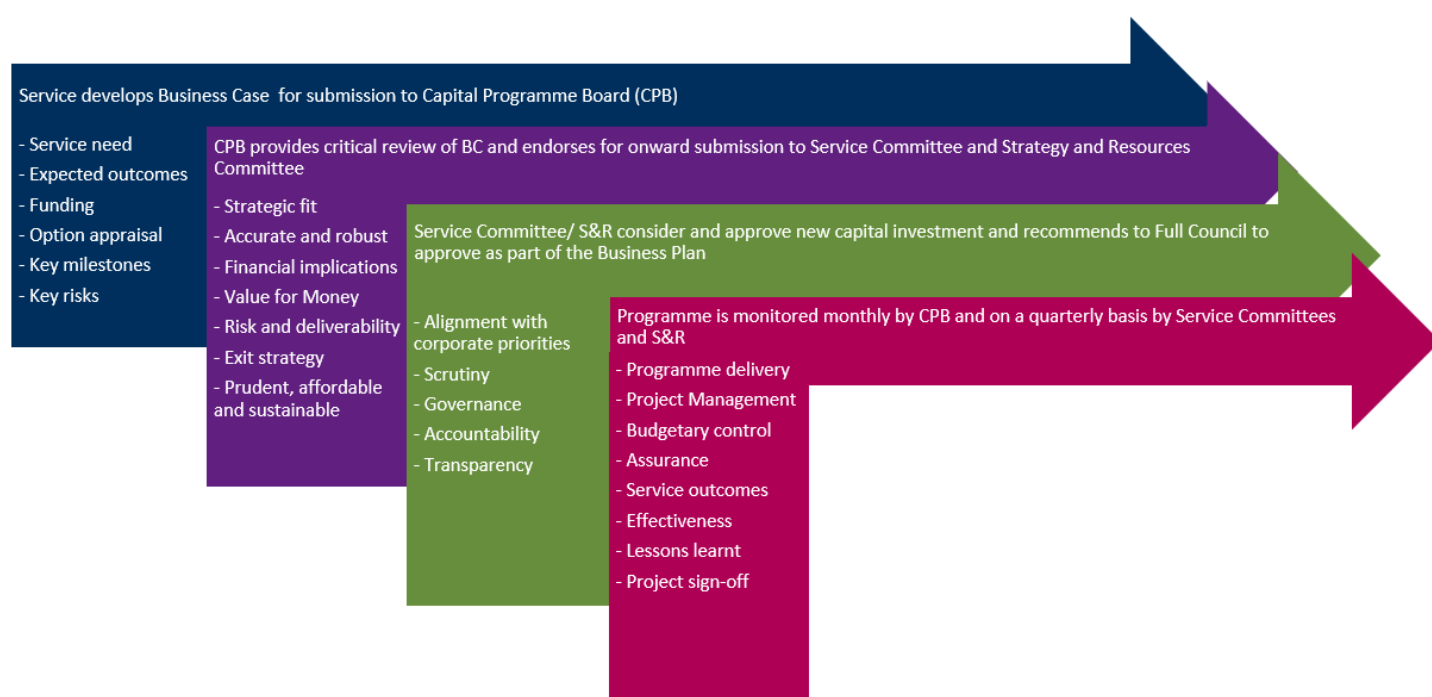 Service develops Business Case  for submission to Capital Programme Board (CPB)
- Service need
- Expected outcomes
- Funding
- Option appraisal
- Key milestones
- Key risks
CPB provides critical review of BC and endorses for onward submission to Service Committee and Strategy and Resources
Committee
- Strategic fit
- Accurate and robust
- Financial implications
- Value for Money
- Risk and deliverability
- Exit strategy
- Prudent, affordable
and sustainable
Service Committee/ S&R consider and approve new capital investment and recommends to Full Council to
approve as part of the Business Plan
- Alignment with
corporate priorities
- Scrutiny
- Governance
- Accountability
- Transparency
Programme is monitored monthly by CPB and on a quarterly basis by Service Committees
and S&R
- Programme delivery
- Project Management
- Budgetary control
- Assurance
- Service outcomes
- Effectiveness
- Lessons learnt
- Project sign-off